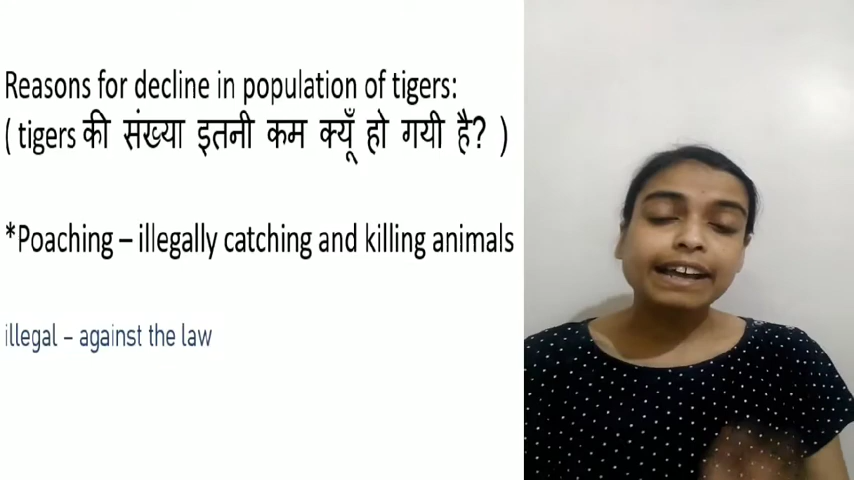 Reasons for decline in population of tigers:
( tigers की संख्या इतनी कम क्यूँ हो गयी है? )
*Poaching – illegally catching and killing animals
illegal – against the law